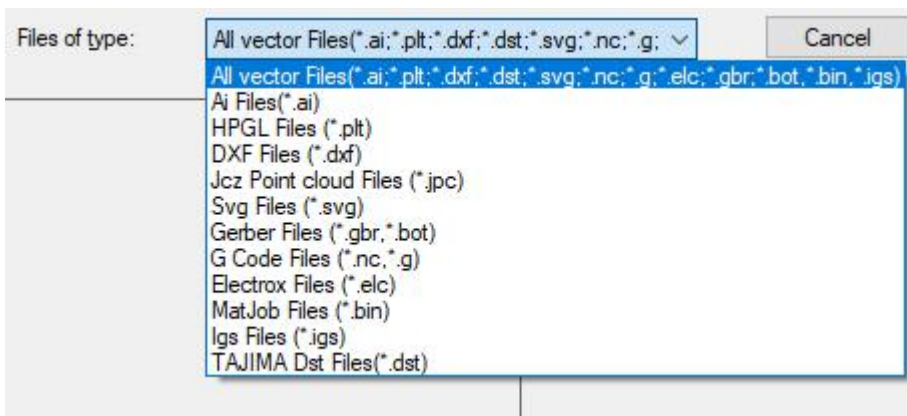 Files of type:
All vector Files(*.ai;*.plt;*.dxf;*.dst;*.svg;*.nc;*.g;
Cancel
All vector Files(*.ai;*.plt;*.dxf;*.dst;*.svg;*.nc;*.g;*.elc;*.gbr;*.bot,*.bin,*.igs)
Ai Files(*.ai)
HPGL Files (*.plt)
DXF Files (*.dxf)
Jcz Point cloud Files (*.jpc)
Svg Files (*.svg)
Gerber Files (*.gbr,*.bot)
G Code Files (*.nc,*.g)
Electrox Files (*.elc)
MatJob Files (*.bin)
Igs Files (*.igs)
TAJIMA Dst Files(*.dst)